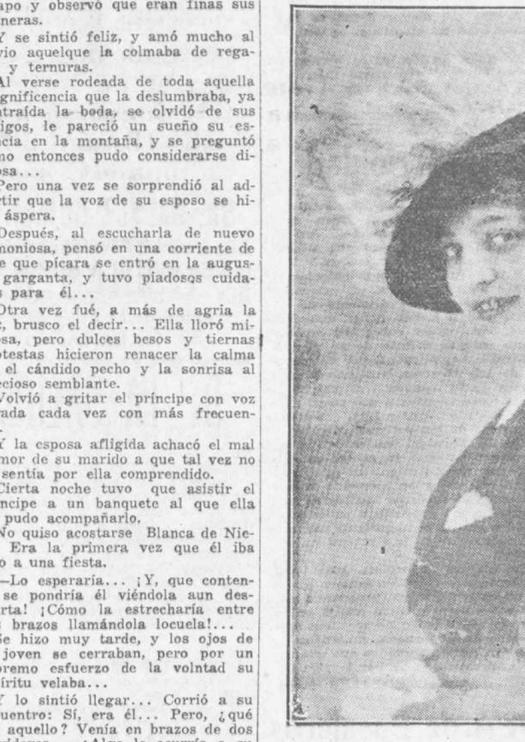 apo y observó que eran finas sus
neras.
Y se sintió feliz, y amó mucho al
vio aquelque la colmaba de rega-
y ternuras.
Al verse rodeada de toda aquella
gnificencia que la deslumbraba, ya
traída la boda, se olvidó de sus
igos, le pareció un sueño su es-
cia en la montaña, y se preguntó
mo entonces pudo considerarse di-
osa...
Pero una vez se sorprendió al ad-
tir que la voz de su esposo se hi-
áspera.
Después, al escucharla de nuevo
moniosa, pensó en una corriente de
e que pícara se entró en la augus-
garganta, y tuvo piadosos cuida-
s para él...
Otra vez fué, a más de agria la
, brusco el decir... Ella lloró mi-
osa, pero dulces besos y tiernas
otestas hicieron renacer la calma
el cándido pecho y la sonrisa al
ecioso semblante.
Volvió a gritar el príncipe con voz
rada cada vez con más frecuen-
.
Y la esposa afligida achacó el mal
mor de su marido a que tal vez no
sentía por ella comprendido.
Cierta noche tuvo que asistir el
ncipe a un banquete al que ella
pudo acompañarlo.
No quiso acostarse Blanca de Nie-
Era la primera vez que él iba
o a una fiesta.
—Lo esperaría... ¡Y, que conten-
se pondría él viéndola aun des-
rta! ¡Cómo la estrecharía entre
brazos llamándola locuela!...
Se hizo muy tarde, y los ojos de
joven se cerraban, pero por un
premo esfuerzo de la volntad su
íritu velaba...
Y lo sintió llegar... Corrió a su
uentro: Sí, era él... Pero, ¿qué
aquello? Venía en brazos de dos